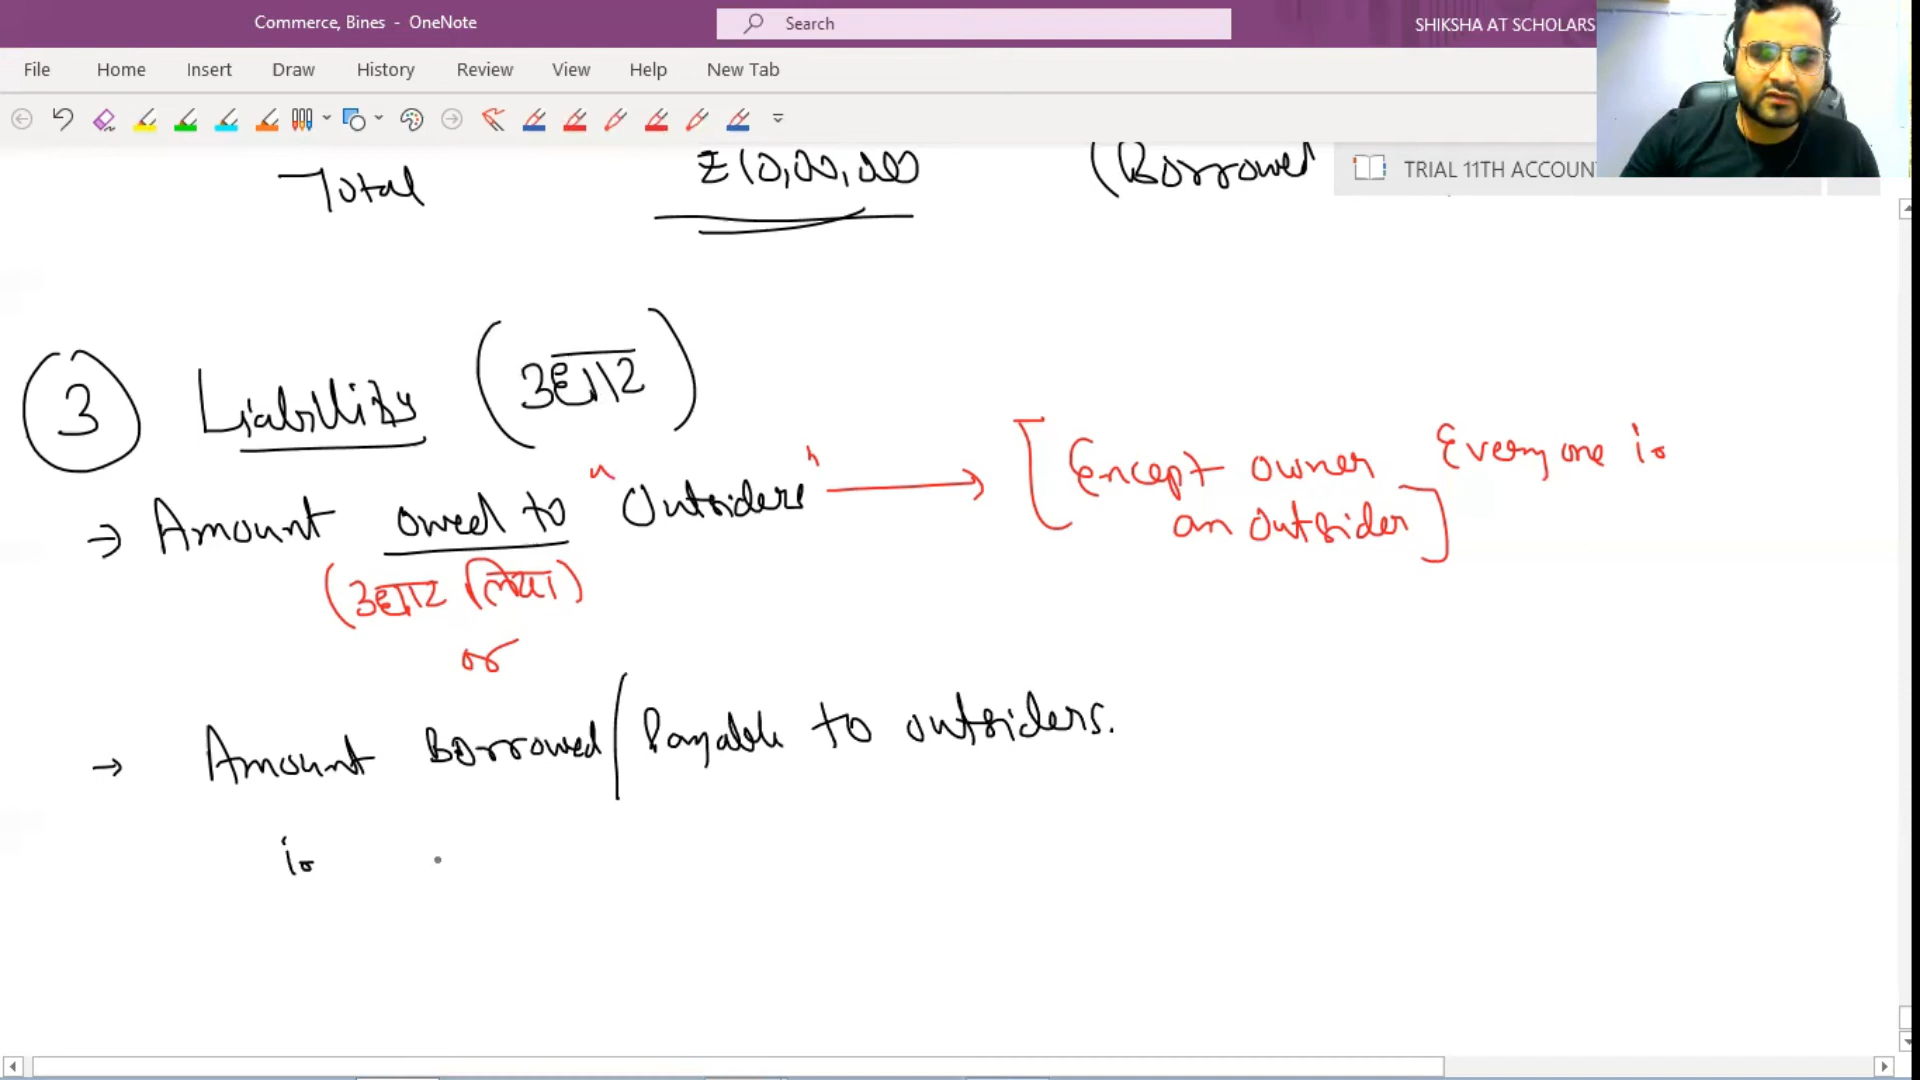 Commerce, Bines - OneNote
Search
SHIKSHA AT SCHOLARS
File Home Insert Draw History Review View Help New Tab
TRIAL 11TH ACCOUN
Total ₹10,00,000 (Borrowed
3 Liability (उधार)
→ Amount owed to "Outsiders" → [Except owner Everyone is
an outsider]
(उधार लिया)
or
→ Amount Borrowed/Payable to outsiders.
is